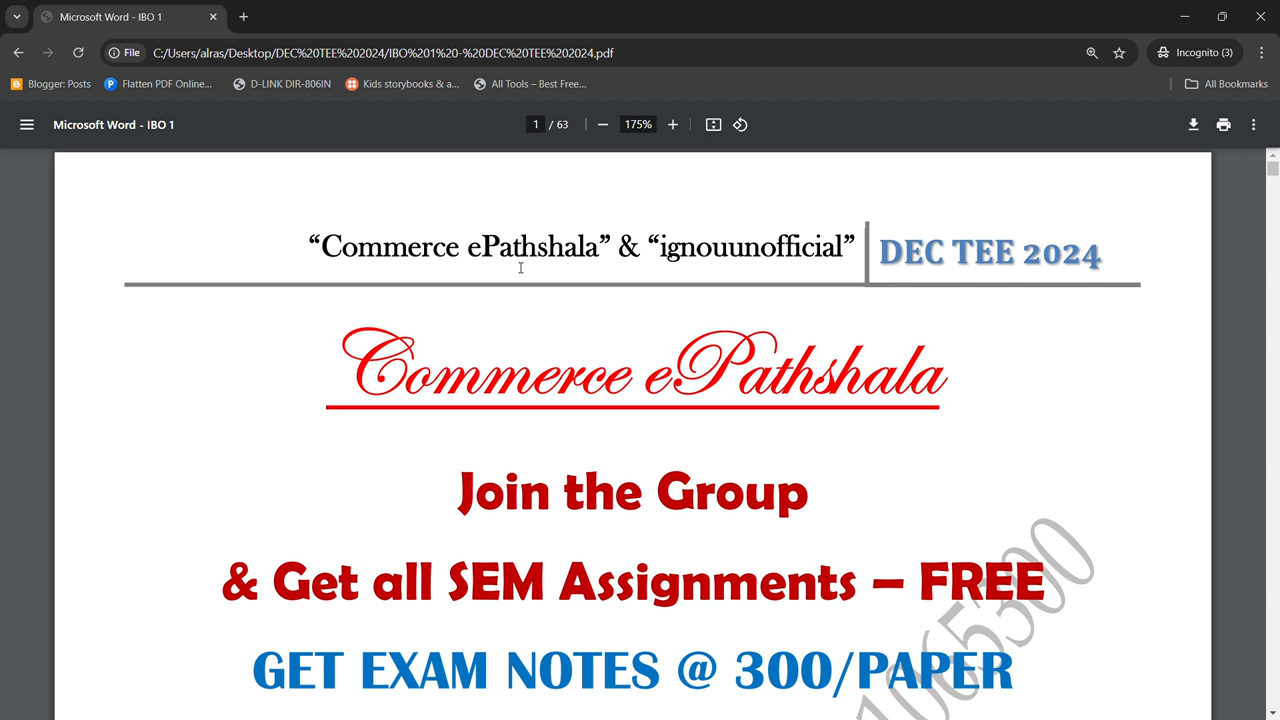 Microsoft Word - IBO 1
File C:/Users/alras/Desktop/DEC%20TEE%202024/IBO%201%20-%20DEC%20TEE%202024.pdf Incognito (3)
Blogger: Posts Flatten PDF Online... D-LINK DIR-806IN Kids storybooks & a... All Tools – Best Free... All Bookmarks
Microsoft Word - IBO 1 1 / 63 175%
“Commerce ePathshala” & “ignouunofficial” DEC TEE 2024
Commerce ePathshala
Join the Group
& Get all SEM Assignments – FREE
GET EXAM NOTES @ 300/PAPER